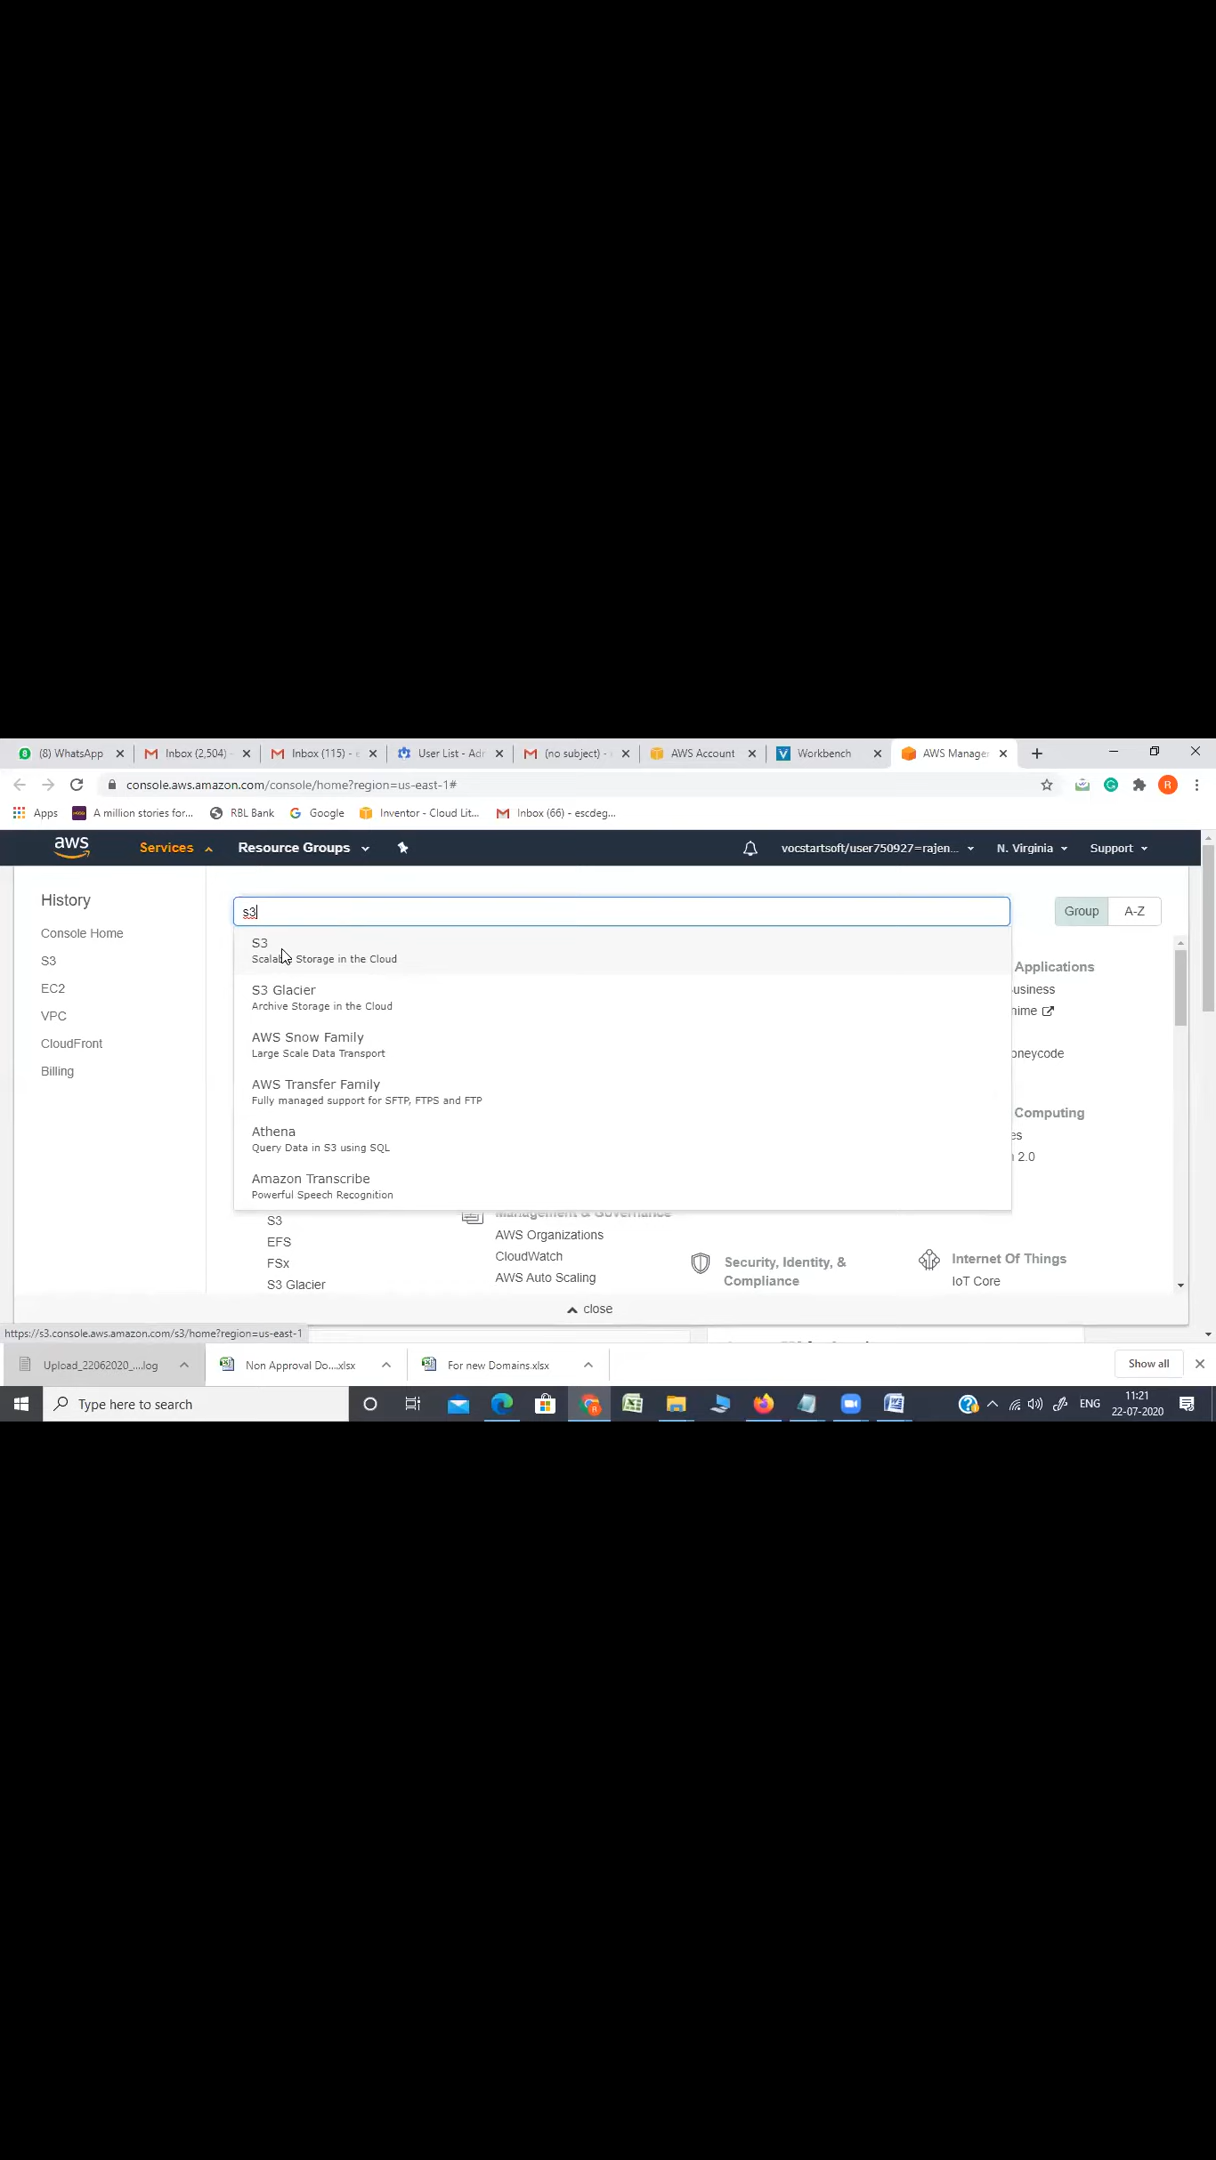 (8) WhatsApp
Inbox (2,504) -
Inbox (115) - e
User List - Adr
(no subject) -
AWS Account
Workbench
AWS Manage
console.aws.amazon.com/console/home?region=us-east-1#
Apps
A million stories for...
RBL Bank
Google
Inventor - Cloud Lit...
Inbox (66) - escdeg...
aws
Services
Resource Groups
vocstartsoft/user750927=rajen...
N. Virginia
Support
History
Console Home
S3
EC2
VPC
CloudFront
Billing
s3
Group
A-Z
S3
Storage in the Cloud
S3 Glacier
Archive Storage in the Cloud
AWS Snow Family
Large Scale Data Transport
AWS Transfer Family
Fully managed support for SFTP, FTPS and FTP
Athena
Query Data in S3 using SQL
Amazon Transcribe
Powerful Speech Recognition
Applications
usiness
hime
oneycode
Computing
es
n 2.0
S3
EFS
FSx
S3 Glacier
Management & Governance
AWS Organizations
CloudWatch
AWS Auto Scaling
Security, Identity, &
Compliance
Internet Of Things
IoT Core
close
https://s3.console.aws.amazon.com/s3/home?region=us-east-1
Upload_22062020_....log
Non Approval Do....xlsx
For new Domains.xlsx
Show all
Type here to search
ENG
11:21
22-07-2020